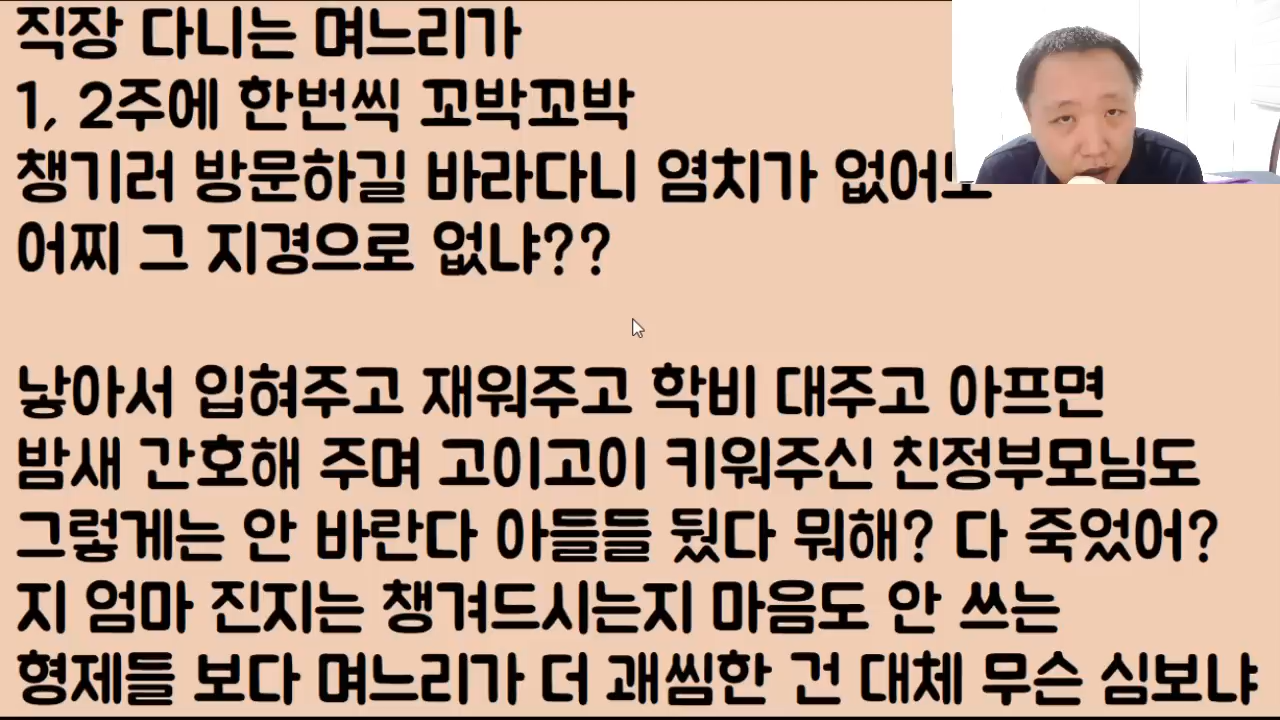 직장 다니는 며느리가
1, 2주에 한번씩 꼬박꼬박
챙기러 방문하길 바라다니 염치가 없어도
어찌 그 지경으로 없냐??
낳아서 입혀주고 재워주고 학비 대주고 아프면
밤새 간호해 주며 고이고이 키워주신 친정부모님도
그렇게는 안 바란다 아들들 뒀다 뭐해? 다 죽었어?
지 엄마 진지는 챙겨드시는지 마음도 안 쓰는
형제들 보다 며느리가 더 괘씸한 건 대체 무슨 심보냐